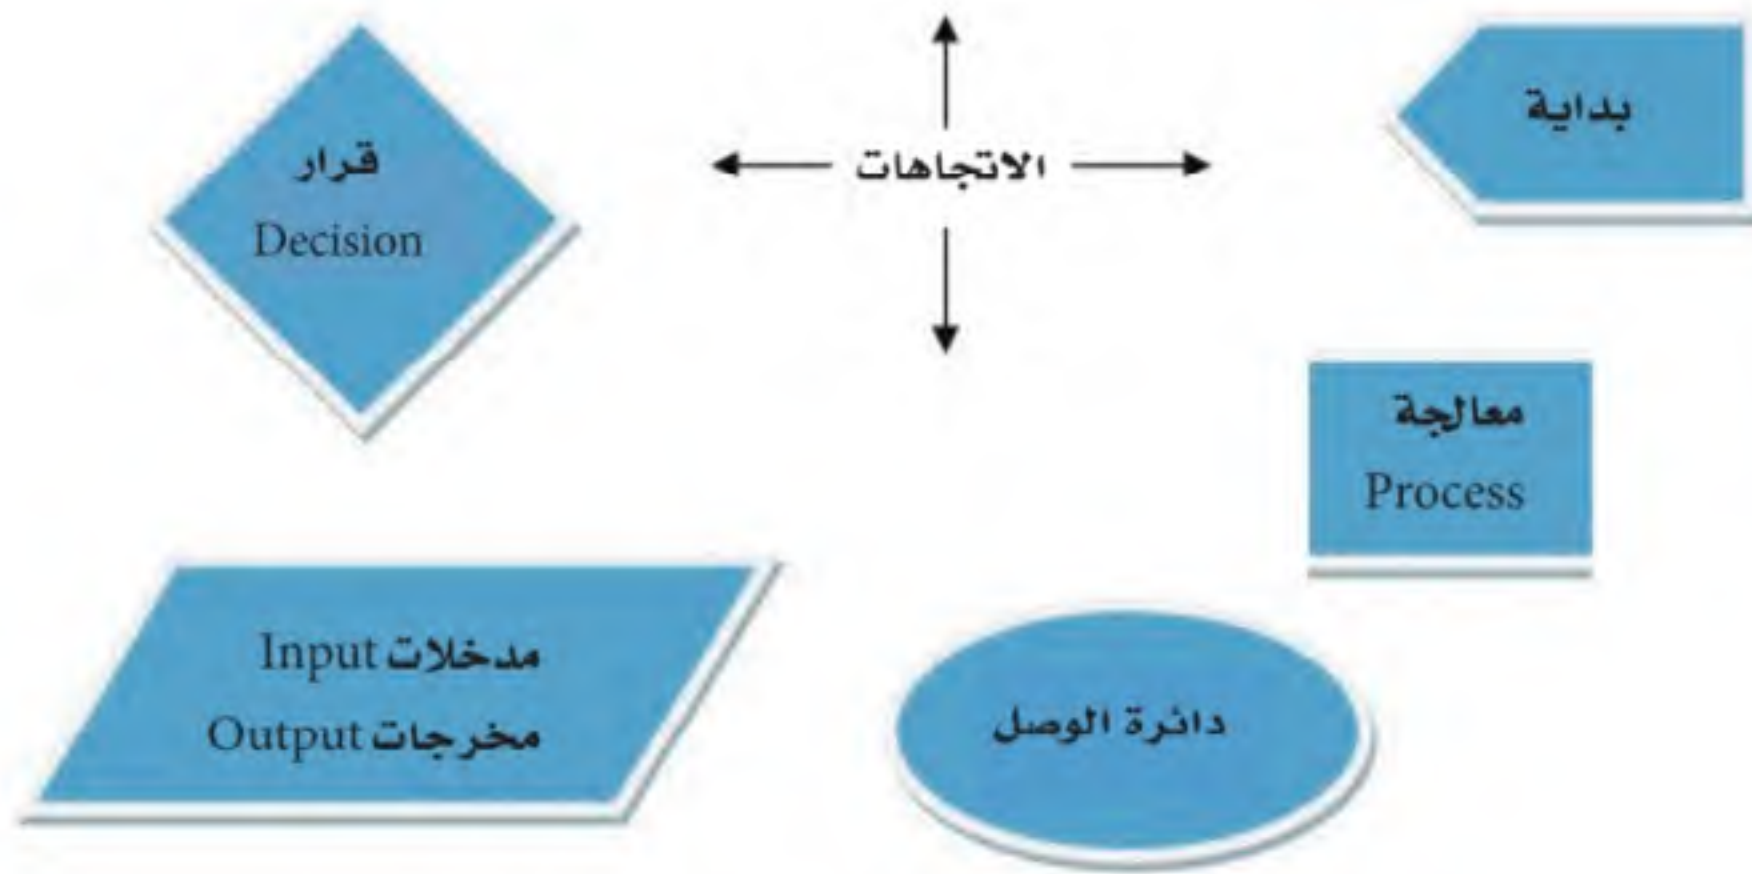 بداية
الاتجاهات
قرار
Decision
معالجة
Process
دائرة الوصل
مدخلات Input
مخرجات Output